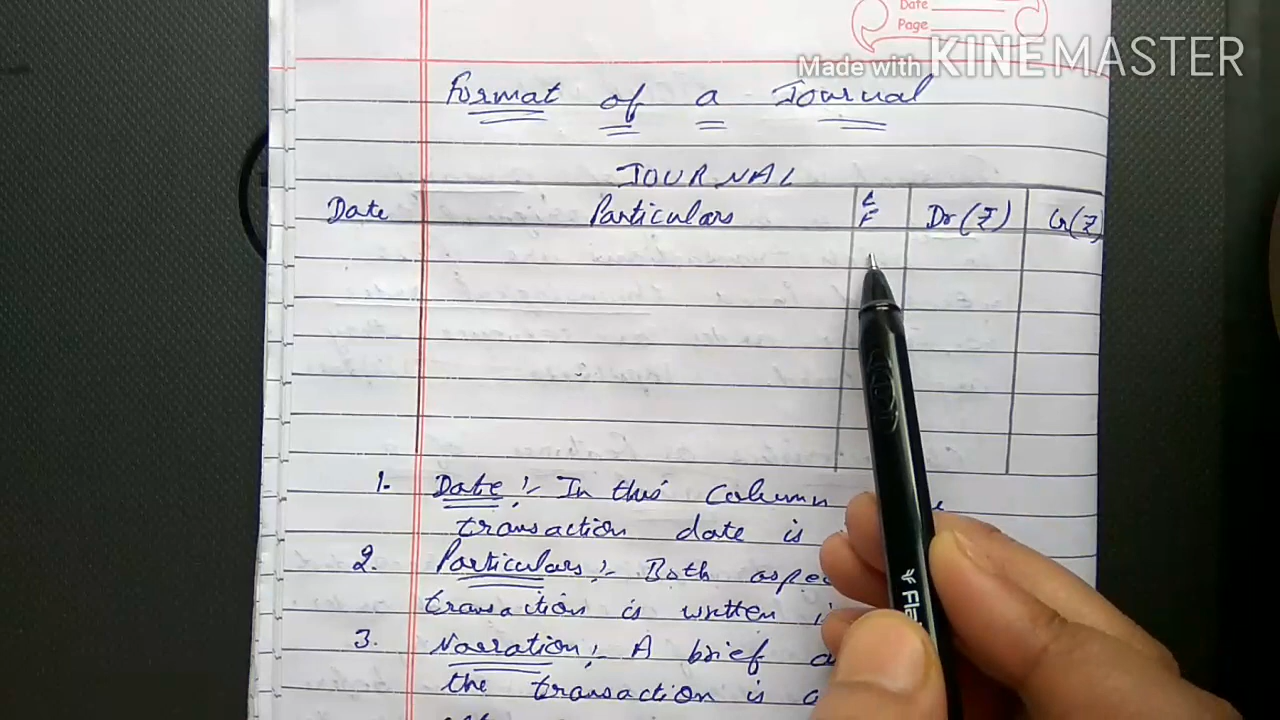 Date
Page
Made with KINEMASTER
Format of a Journal
JOURNAL
Date Particulars L F Dr (₹) Cr (₹)
1. Date :- In this Column
transaction date is
2. Particulars :- Both
transaction is written
3. Narration :- A brief
the transaction is